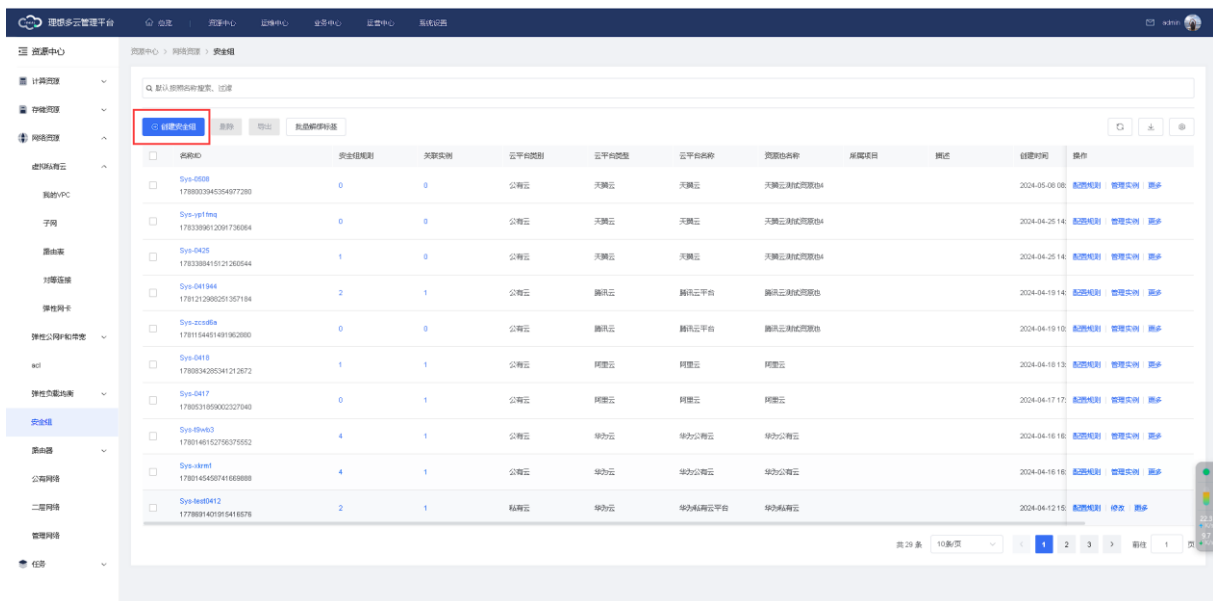 理想多云管理平台 总览 资源中心 运维中心 业务中心 运营中心 系统设置 admin
资源中心 资源中心 > 网络资源 > 安全组
计算资源
存储资源
网络资源
虚拟私有云
我的VPC
子网
路由表
对等连接
弹性网卡
弹性公网IP和带宽
acl
弹性负载均衡
安全组
路由器
公有网络
二层网络
管理网络
任务
默认按照名称搜索、过滤
创建安全组 删除 导出 批量解绑标签
名称/ID 安全组规则 关联实例 云平台类别 云平台类型 云平台名称 资源池名称 所属项目 描述 创建时间 操作
Sys-0508
1788003945354977280 0 0 公有云 天翼云 天翼云 天翼云测试资源池4 2024-05-08 08: 配置规则 管理实例 更多
Sys-yp1fmq
1783389612091736064 0 0 公有云 天翼云 天翼云 天翼云测试资源池4 2024-04-25 14: 配置规则 管理实例 更多
Sys-0425
1783388415121260544 1 0 公有云 天翼云 天翼云 天翼云测试资源池4 2024-04-25 14: 配置规则 管理实例 更多
Sys-041944
1781212988251357184 2 1 公有云 腾讯云 腾讯云平台 腾讯云测试资源池 2024-04-19 14: 配置规则 管理实例 更多
Sys-zcsd6a
1781154451491962880 0 0 公有云 腾讯云 腾讯云平台 腾讯云测试资源池 2024-04-19 10: 配置规则 管理实例 更多
Sys-0418
1780834285341212672 1 1 公有云 阿里云 阿里云 阿里云 2024-04-18 13: 配置规则 管理实例 更多
Sys-0417
1780531859002327040 0 1 公有云 阿里云 阿里云 阿里云 2024-04-17 17: 配置规则 管理实例 更多
Sys-t9wb3
1780146152756375552 4 1 公有云 华为云 华为公有云 华为公有云 2024-04-16 16: 配置规则 管理实例 更多
Sys-xkrm1
1780145458741669888 4 1 公有云 华为云 华为公有云 华为公有云 2024-04-16 16: 配置规则 管理实例 更多
Sys-test0412
1778691401915416576 2 1 私有云 华为云 华为私有云平台 华为私有云 2024-04-12 15: 配置规则 修改 更多
共 29 条 10条/页 1 2 3 前往 1 页